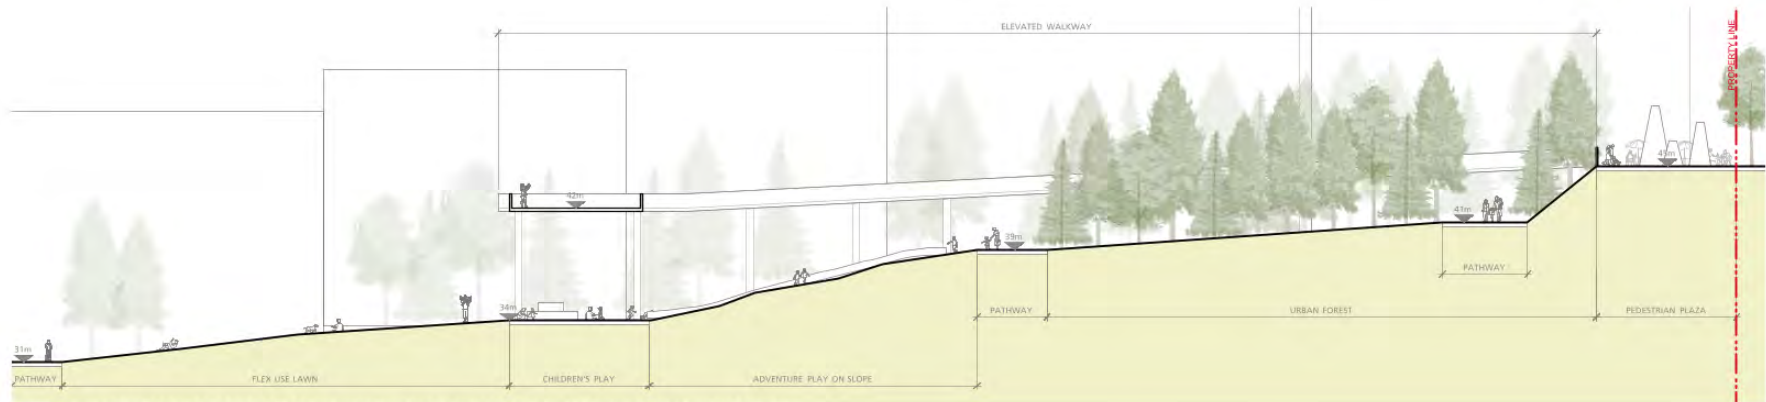 ELEVATED WALKWAY
PROPERTY LINE
45m
42m
41m
39m
PATHWAY
34m
PATHWAY
URBAN FOREST
PEDESTRIAN PLAZA
31m
PATHWAY
FLEX USE LAWN
CHILDREN'S PLAY
ADVENTURE PLAY ON SLOPE